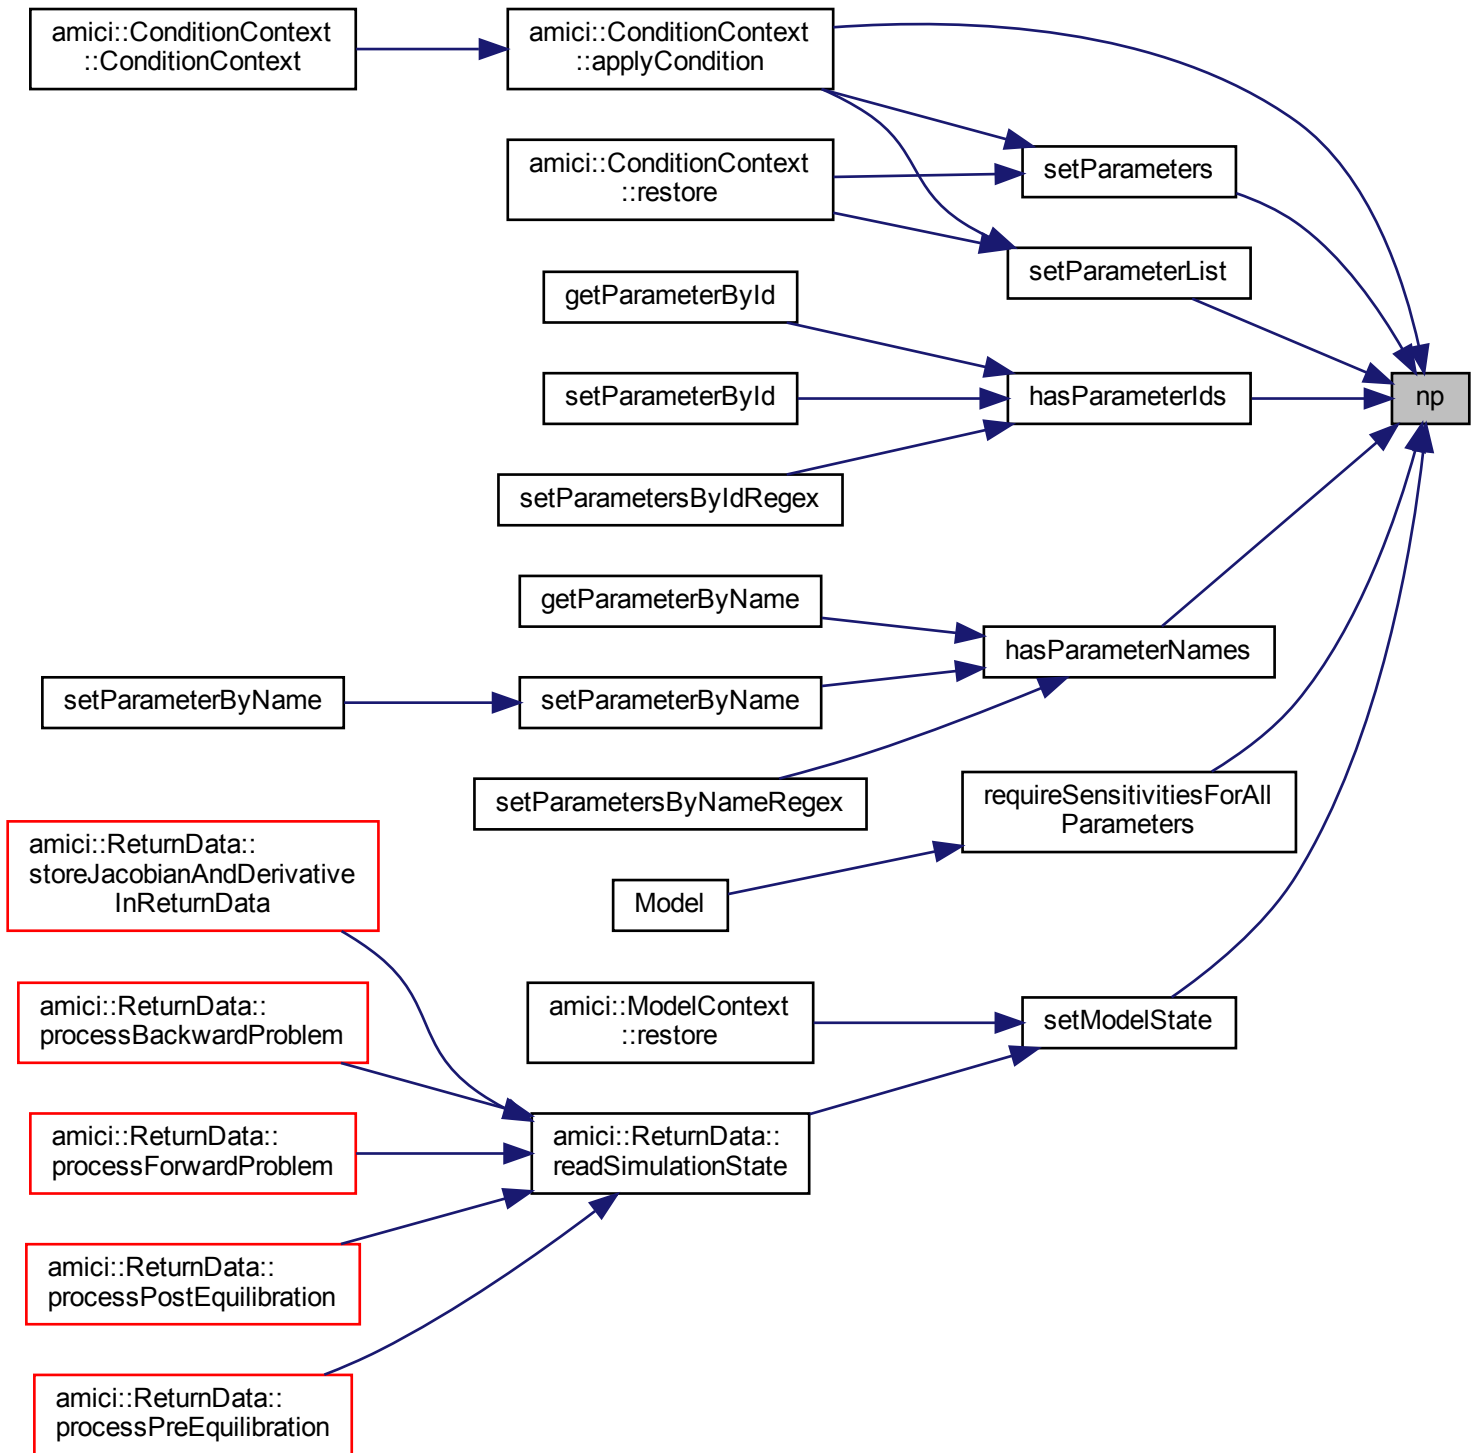 amici::ConditionContext
::ConditionContext
amici::ConditionContext
::applyCondition
amici::ConditionContext
::restore
setParameters
setParameterList
getParameterById
setParameterById
hasParameterIds
np
setParametersByIdRegex
getParameterByName
hasParameterNames
setParameterByName
setParameterByName
setParametersByNameRegex
requireSensitivitiesForAll
Parameters
amici::ReturnData::
storeJacobianAndDerivative
InReturnData
Model
amici::ReturnData::
processBackwardProblem
amici::ModelContext
::restore
setModelState
amici::ReturnData::
processForwardProblem
amici::ReturnData::
readSimulationState
amici::ReturnData::
processPostEquilibration
amici::ReturnData::
processPreEquilibration